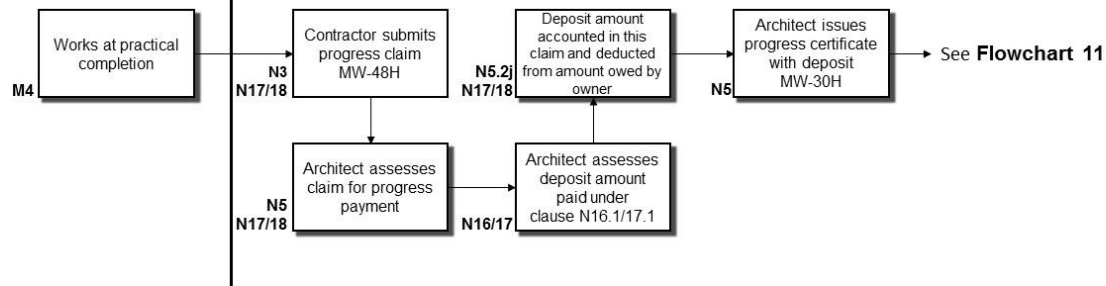 Works at practical
completion
M4
Contractor submits
progress claim
MW-48H
N3
N17/18
Architect assesses
claim for progress
payment
N5
N17/18
Architect assesses
deposit amount
paid under
clause N16.1/17.1
N16/17
Deposit amount
accounted in this
claim and deducted
from amount owed by
owner
N5.2j
N17/18
Architect issues
progress certificate
with deposit
MW-30H
N5
See Flowchart 11